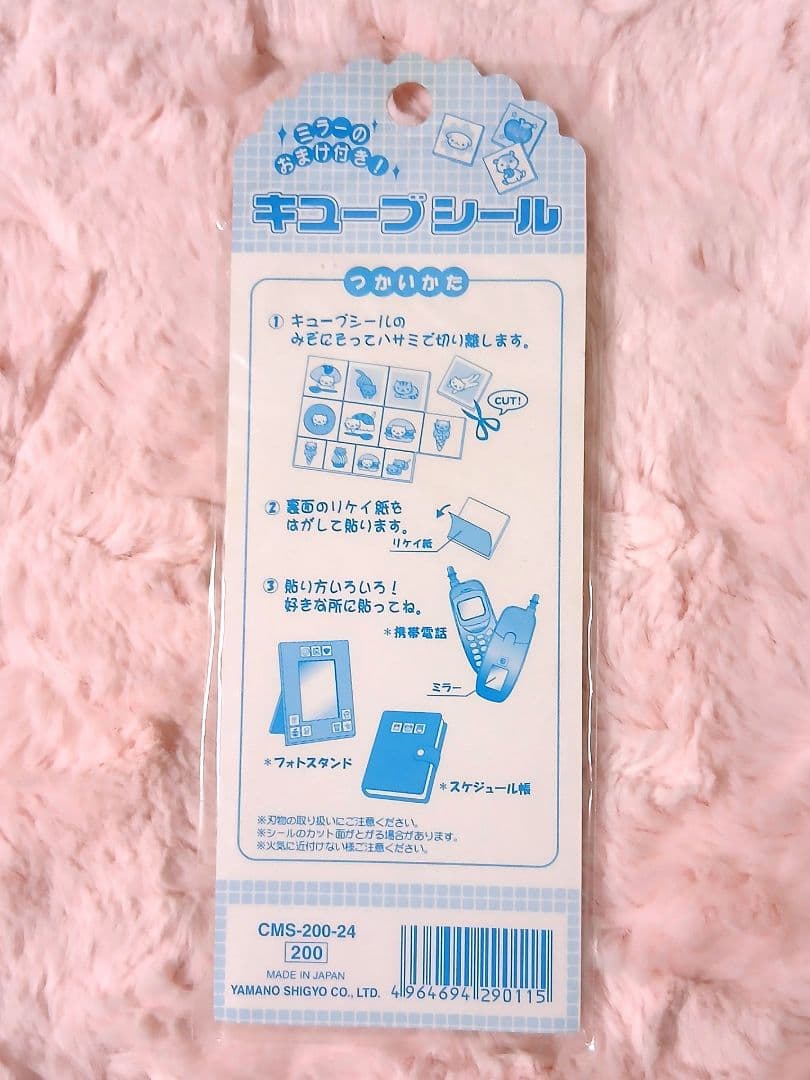 ミラーの
おまけ付き!
キューブシール
つかいかた
① キューブシールの
みぞにそってハサミで切り離します。
CUT!
② 裏面のリケイ紙を
はがして貼ります。
リケイ紙
③ 貼り方いろいろ!
好きな所に貼ってね。
*携帯電話
ミラー
*フォトスタンド
*スケジュール帳
※刃物の取り扱いにご注意ください。
※シールのカット面がとがる場合があります。
※火気に近付けない様ご注意ください。
CMS-200-24
200
MADE IN JAPAN
YAMANO SHIGYO CO., LTD.
4 964694 290115